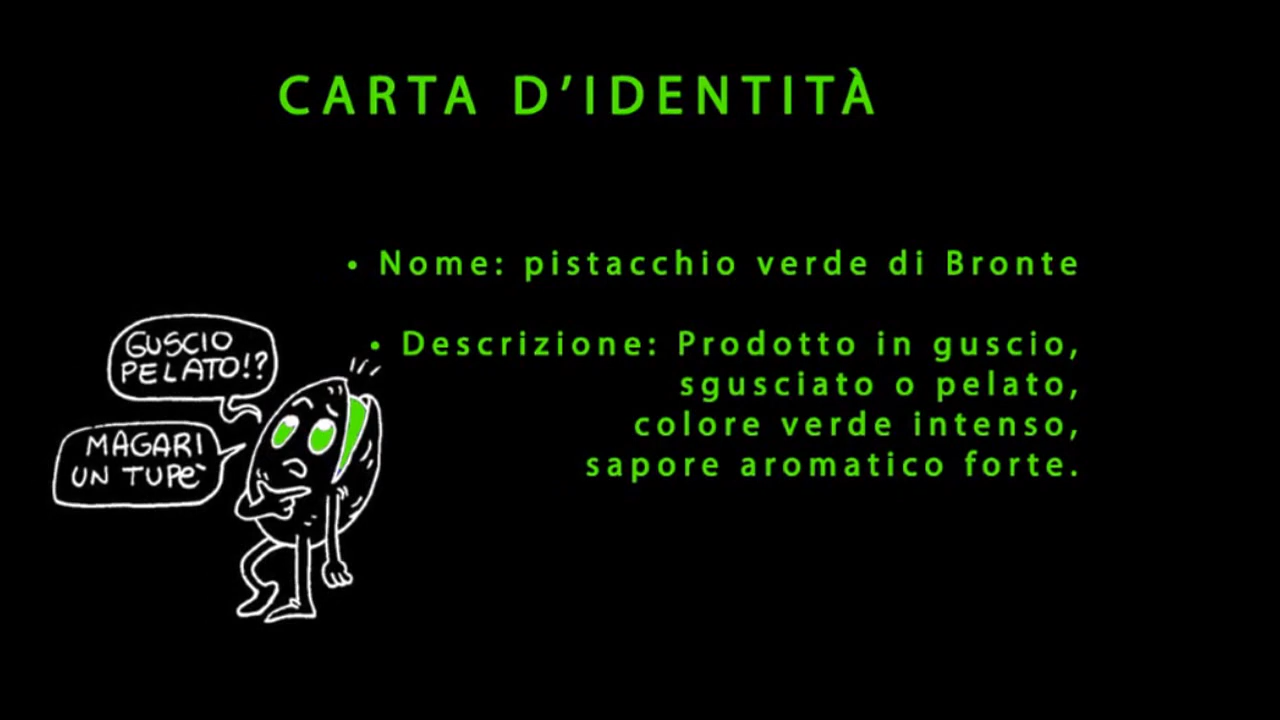 CARTA D’IDENTITÀ
• Nome: pistacchio verde di Bronte
• Descrizione: Prodotto in guscio,
sgusciato o pelato,
colore verde intenso,
sapore aromatico forte.
GUSCIO
PELATO!?
MAGARI
UN TUPè